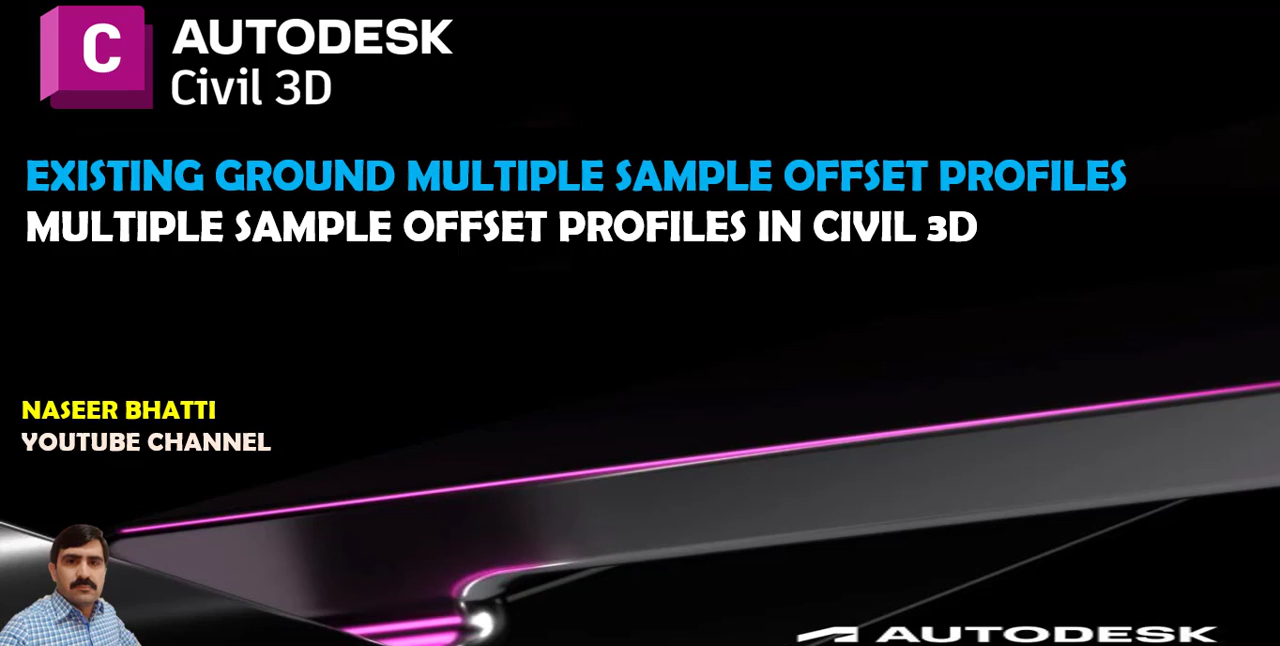 C
AUTODESK
Civil 3D
EXISTING GROUND MULTIPLE SAMPLE OFFSET PROFILES
MULTIPLE SAMPLE OFFSET PROFILES IN CIVIL 3D
NASEER BHATTI
YOUTUBE CHANNEL
AUTODESK